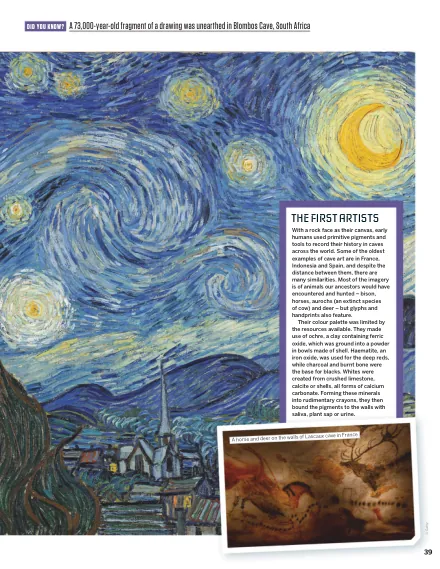 DID YOU KNOW? A 73,000-year-old fragment of a drawing was unearthed in Blombos Cave, South Africa
THE FIRST ARTISTS
With a rock face as their canvas, early
humans used primitive pigments and
tools to record their history in caves
across the world. Some of the oldest
examples of cave art are in France,
Indonesia and Spain, and despite the
distance between them, there are
many similarities. Most of the imagery
is of animals our ancestors would have
encountered and hunted – bison,
horses, aurochs (an extinct species
of cow) and deer – but glyphs and
handprints also feature.
Their colour palette was limited by
the resources available. They made
use of ochre, a clay containing ferric
oxide, which was ground into a powder
in bowls made of shell. Haematite, an
iron oxide, was used for the deep reds,
while charcoal and burnt bone were
the base for blacks. Whites were
created from crushed limestone,
calcite or shells, all forms of calcium
carbonate. Forming these minerals
into rudimentary crayons, they then
bound the pigments to the walls with
saliva, plant sap or urine.
A horse and deer on the walls of Lascaux cave in France
39